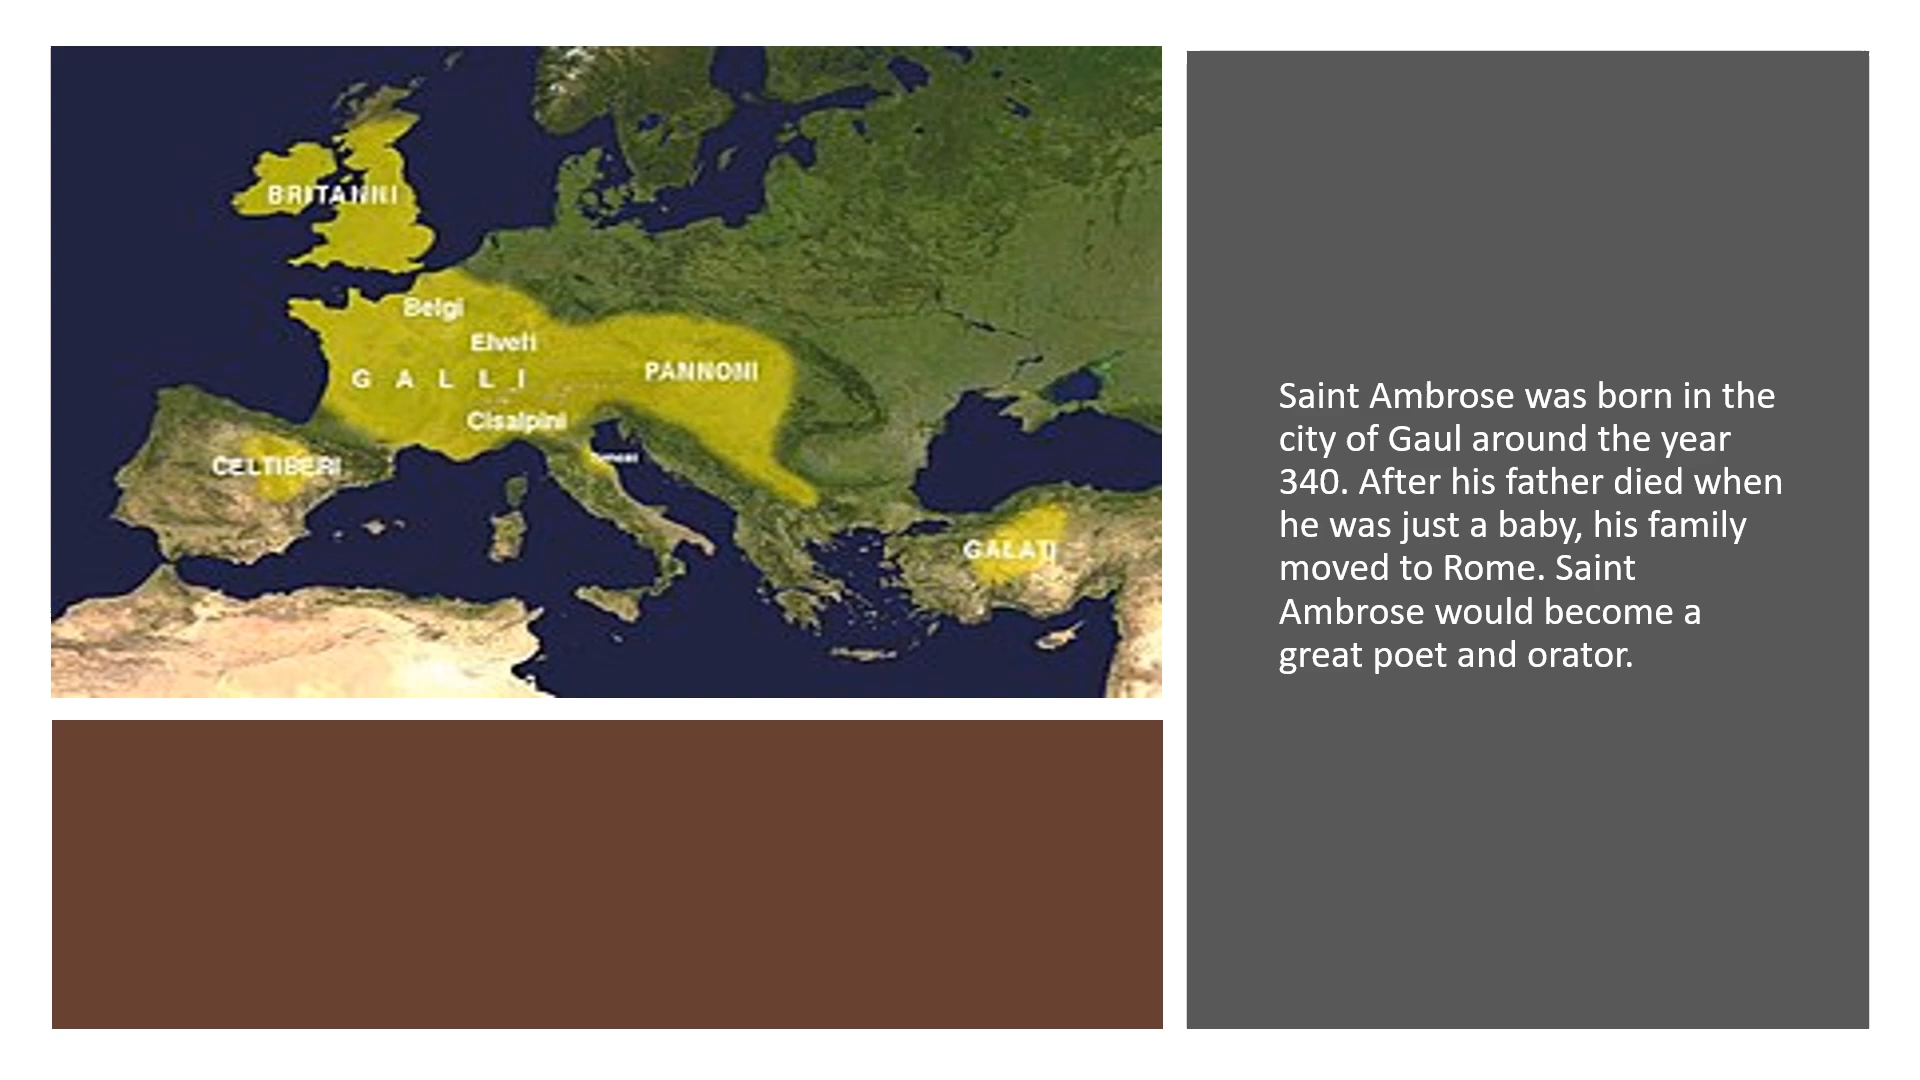 BRITANNI
Belgi
Elveti
GALLI
PANNONI
Cisalpini
CELTIBERI
GALATI
Saint Ambrose was born in the
city of Gaul around the year
340. After his father died when
he was just a baby, his family
moved to Rome. Saint
Ambrose would become a
great poet and orator.